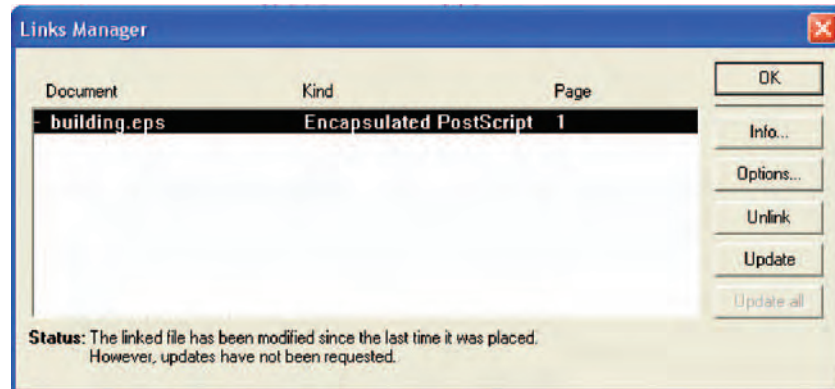 Links Manager
Document Kind Page
OK
- building.eps Encapsulated PostScript 1
Info...
Options...
Unlink
Update
Update all
Status: The linked file has been modified since the last time it was placed.
However, updates have not been requested.